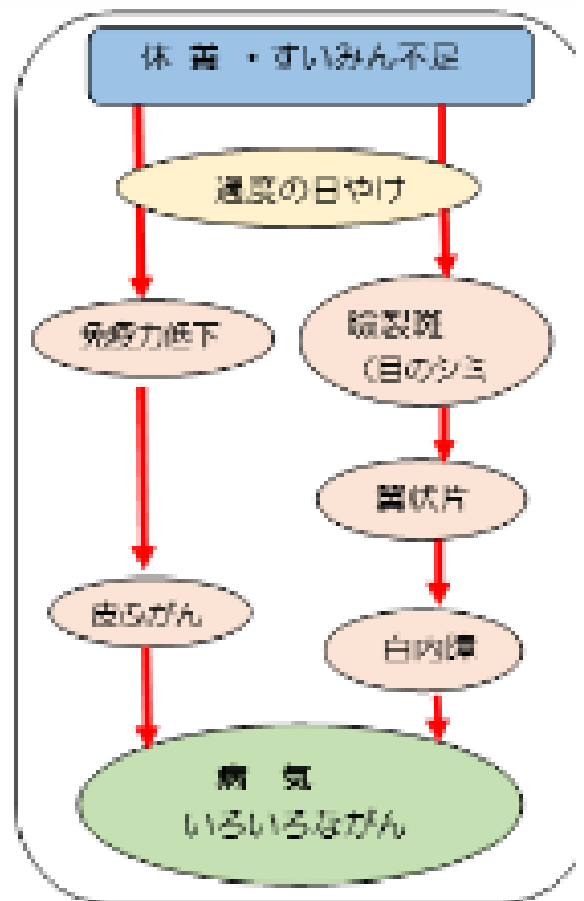 休 養 ・すいみん不足
過度の日やけ
免疫力低下
瞼裂斑
(目のシミ
翼状片
皮ふがん
白内障
病 気
いろいろながん